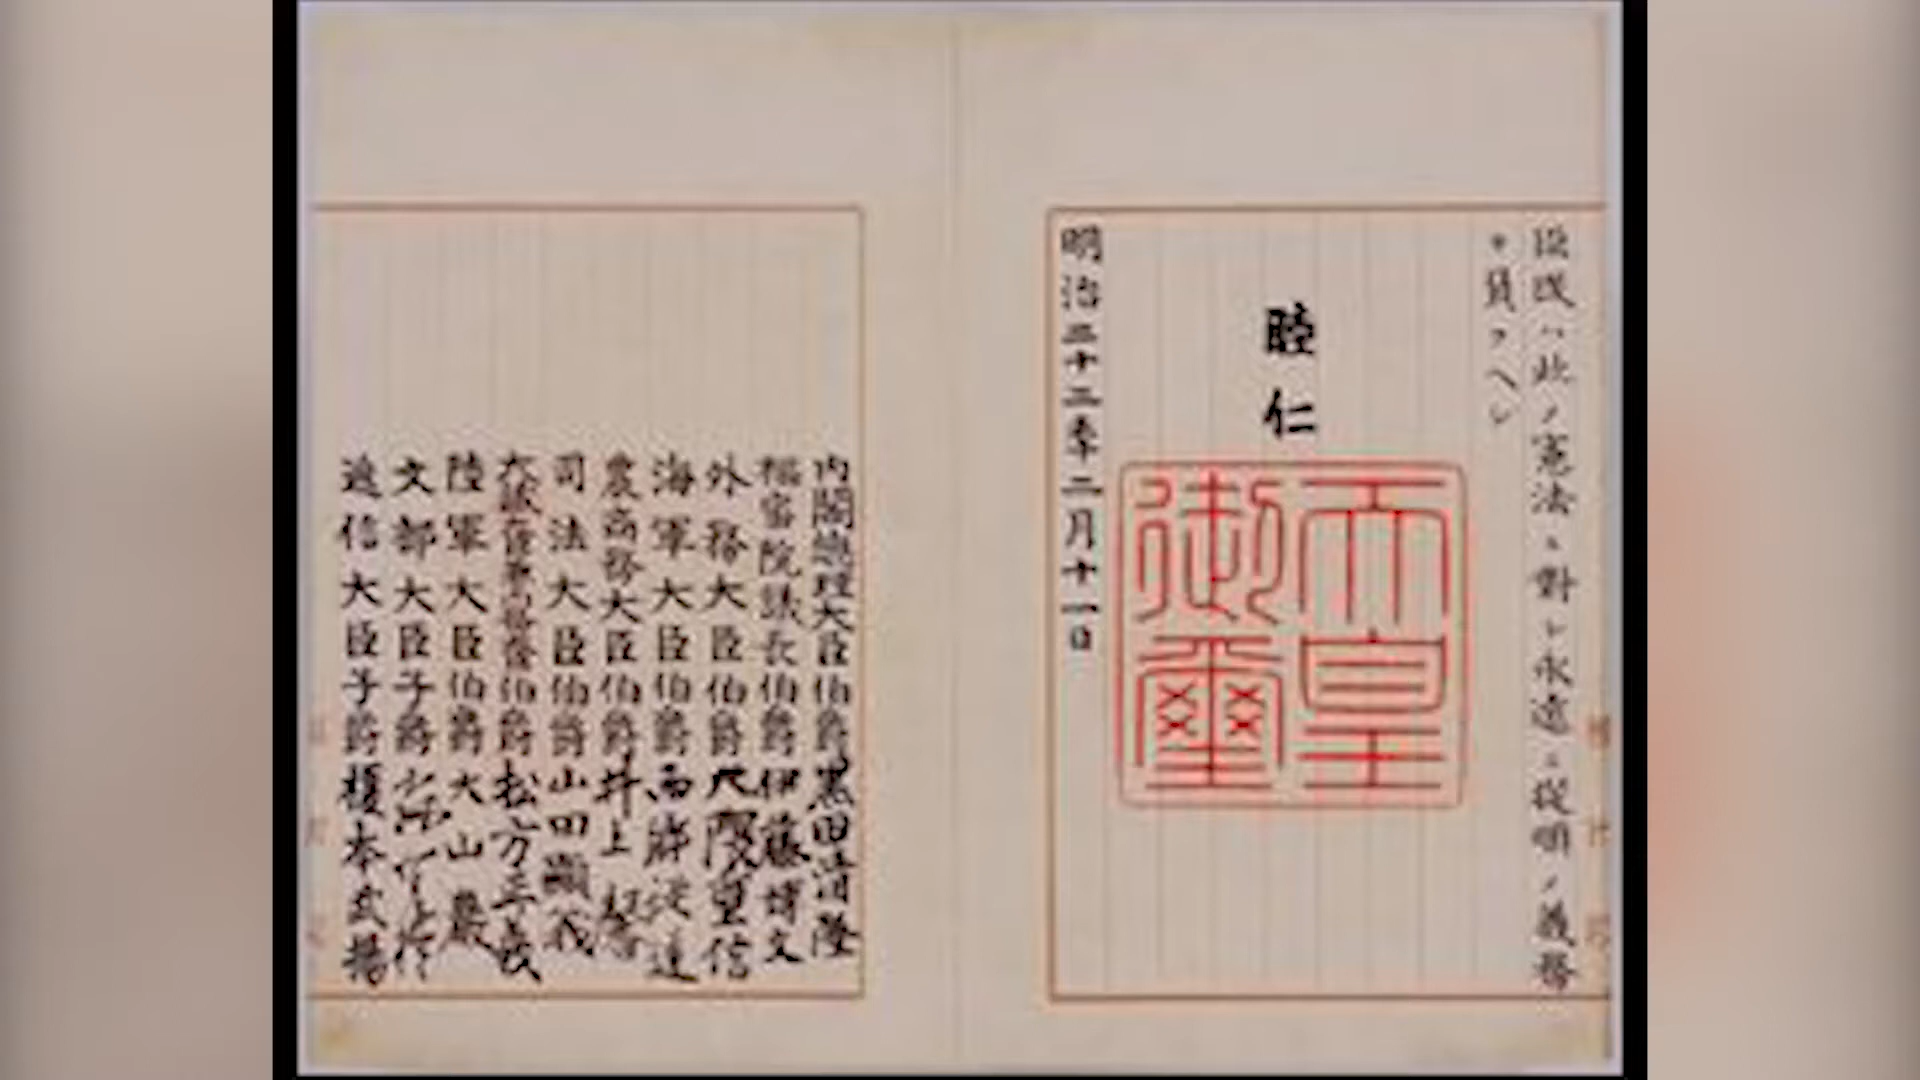 臣民ハ此ノ憲法ニ對シ永遠ニ從順ノ義務
ヲ負フヘシ
睦仁
天皇
御璽
明治二十二年二月十一日
内閣總理大臣伯爵黒田清隆
樞密院議長伯爵伊藤博文
外務大臣伯爵大隈重信
海軍大臣伯爵西郷從道
農商務大臣伯爵井上馨
司法大臣伯爵山田顯義
大藏大臣兼内務大臣伯爵松方正義
陸軍大臣伯爵大山巖
文部大臣子爵
遞信大臣子爵榎本武揚